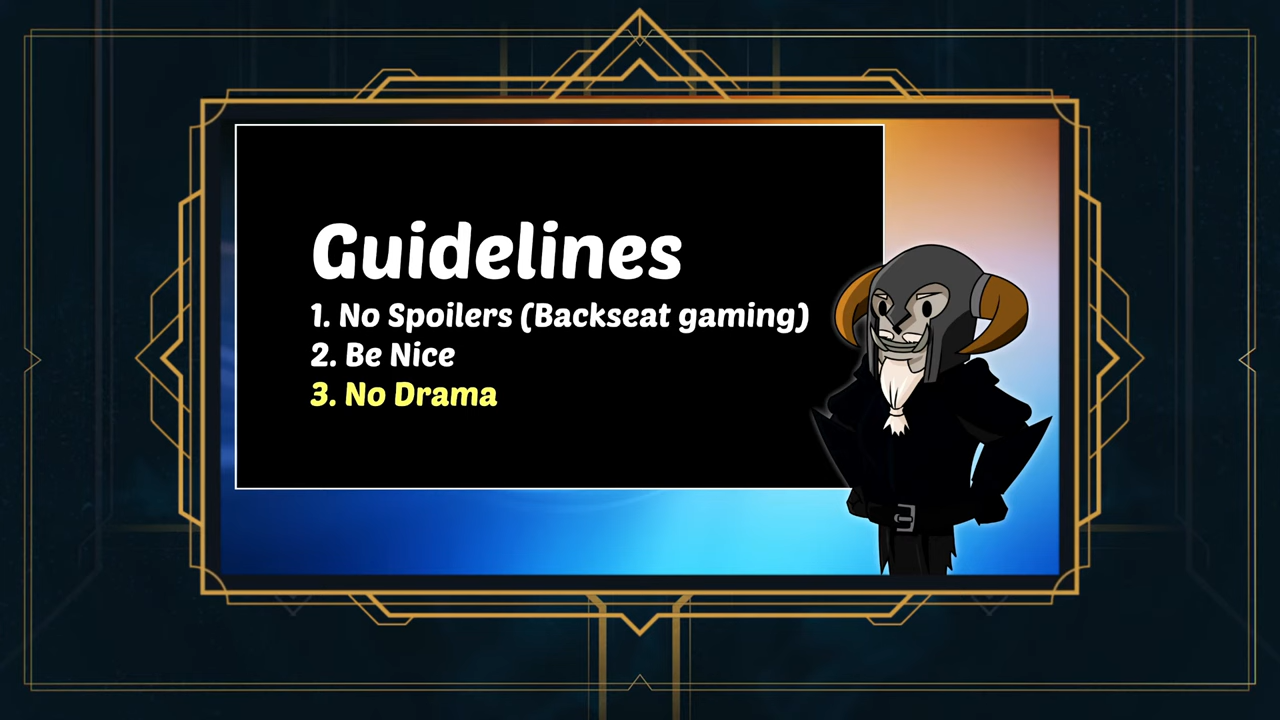 Guidelines
1. No Spoilers (Backseat gaming)
2. Be Nice
3. No Drama